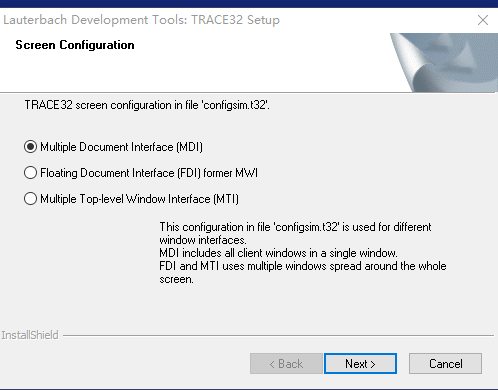 Lauterbach Development Tools: TRACE32 Setup
Screen Configuration
TRACE32 screen configuration in file 'configsim.t32'.
Multiple Document Interface (MDI)
Floating Document Interface (FDI) former MWI
Multiple Top-level Window Interface (MTI)
This configuration in file 'configsim.t32' is used for different
window interfaces.
MDI includes all client windows in a single window.
FDI and MTI uses multiple windows spread around the whole
screen.
InstallShield
< Back
Next >
Cancel